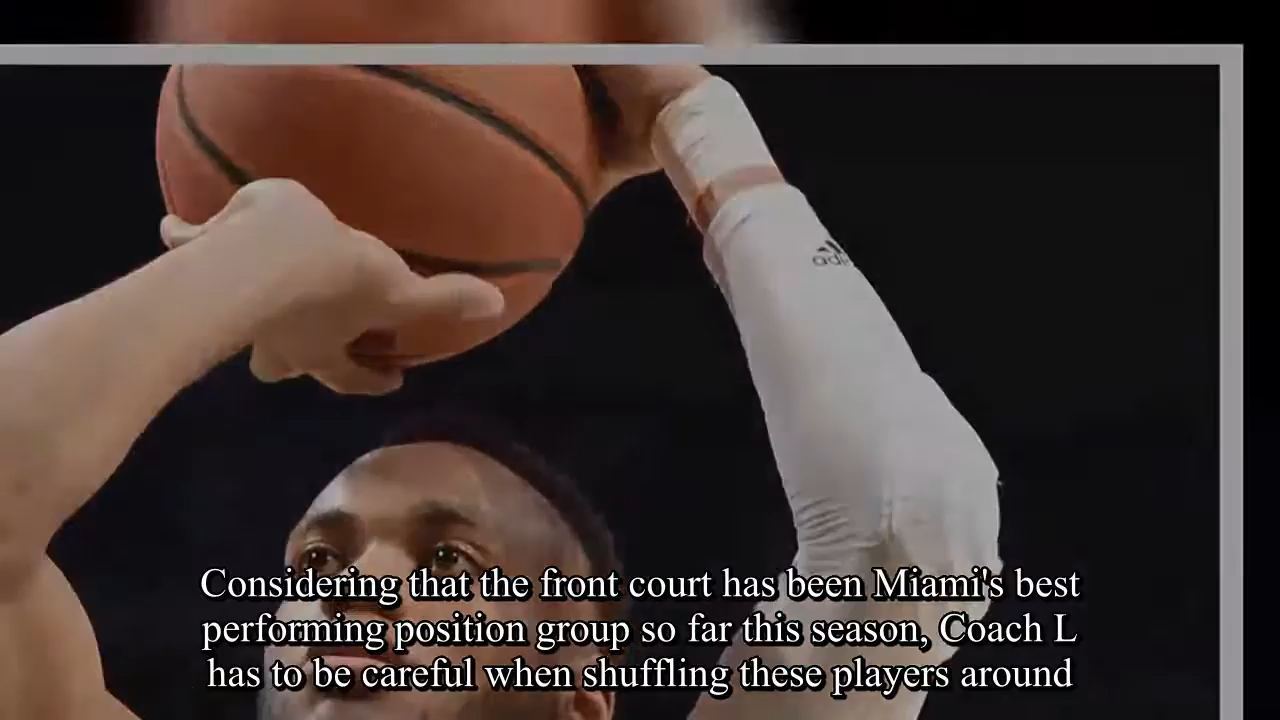 adi
Considering that the front court has been Miami's best
performing position group so far this season, Coach L
has to be careful when shuffling these players around